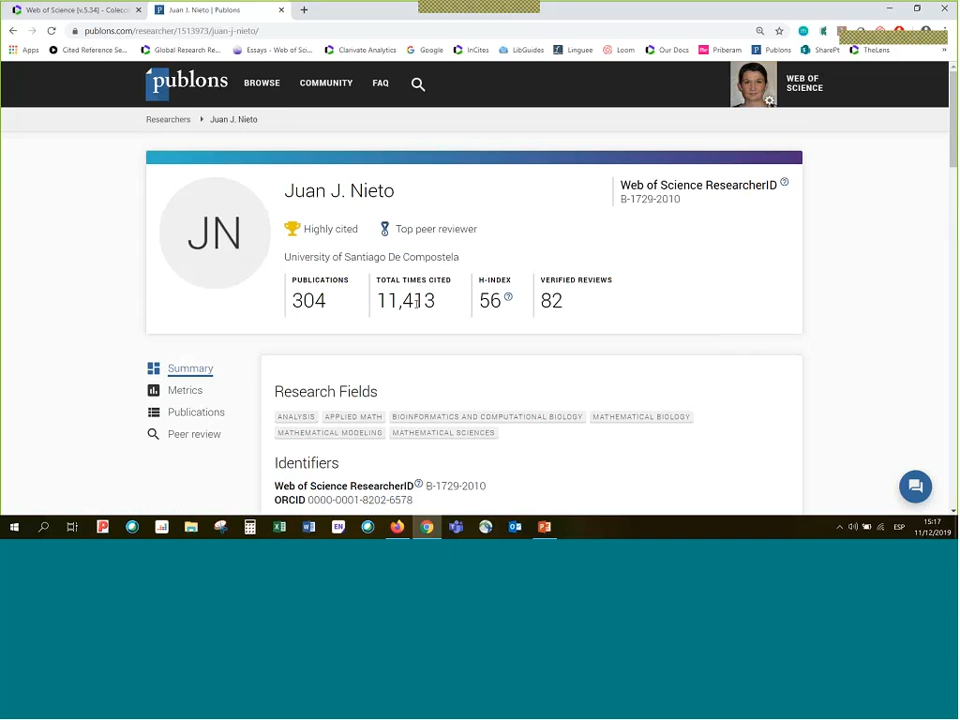 Web of Science [v.5.34] - Colecc
Juan J. Nieto | Publons
publons.com/researcher/1513973/juan-j-nieto/
Apps Cited Reference Se... Global Research Re... Essays - Web of Sci... Clarivate Analytics Google InCites LibGuides Linguee Loom Our Docs Priberam Publons SharePt TheLens »
publons BROWSE COMMUNITY FAQ
WEB OF
SCIENCE
Researchers Juan J. Nieto
JN
Juan J. Nieto
Web of Science ResearcherID
B-1729-2010
Highly cited Top peer reviewer
University of Santiago De Compostela
PUBLICATIONS TOTAL TIMES CITED H-INDEX VERIFIED REVIEWS
304 11,413 56 82
Summary
Metrics
Publications
Peer review
Research Fields
ANALYSIS APPLIED MATH BIOINFORMATICS AND COMPUTATIONAL BIOLOGY MATHEMATICAL BIOLOGY
MATHEMATICAL MODELING MATHEMATICAL SCIENCES
Identifiers
Web of Science ResearcherID B-1729-2010
ORCID 0000-0001-8202-6578
EN
ESP
15:17
11/12/2019